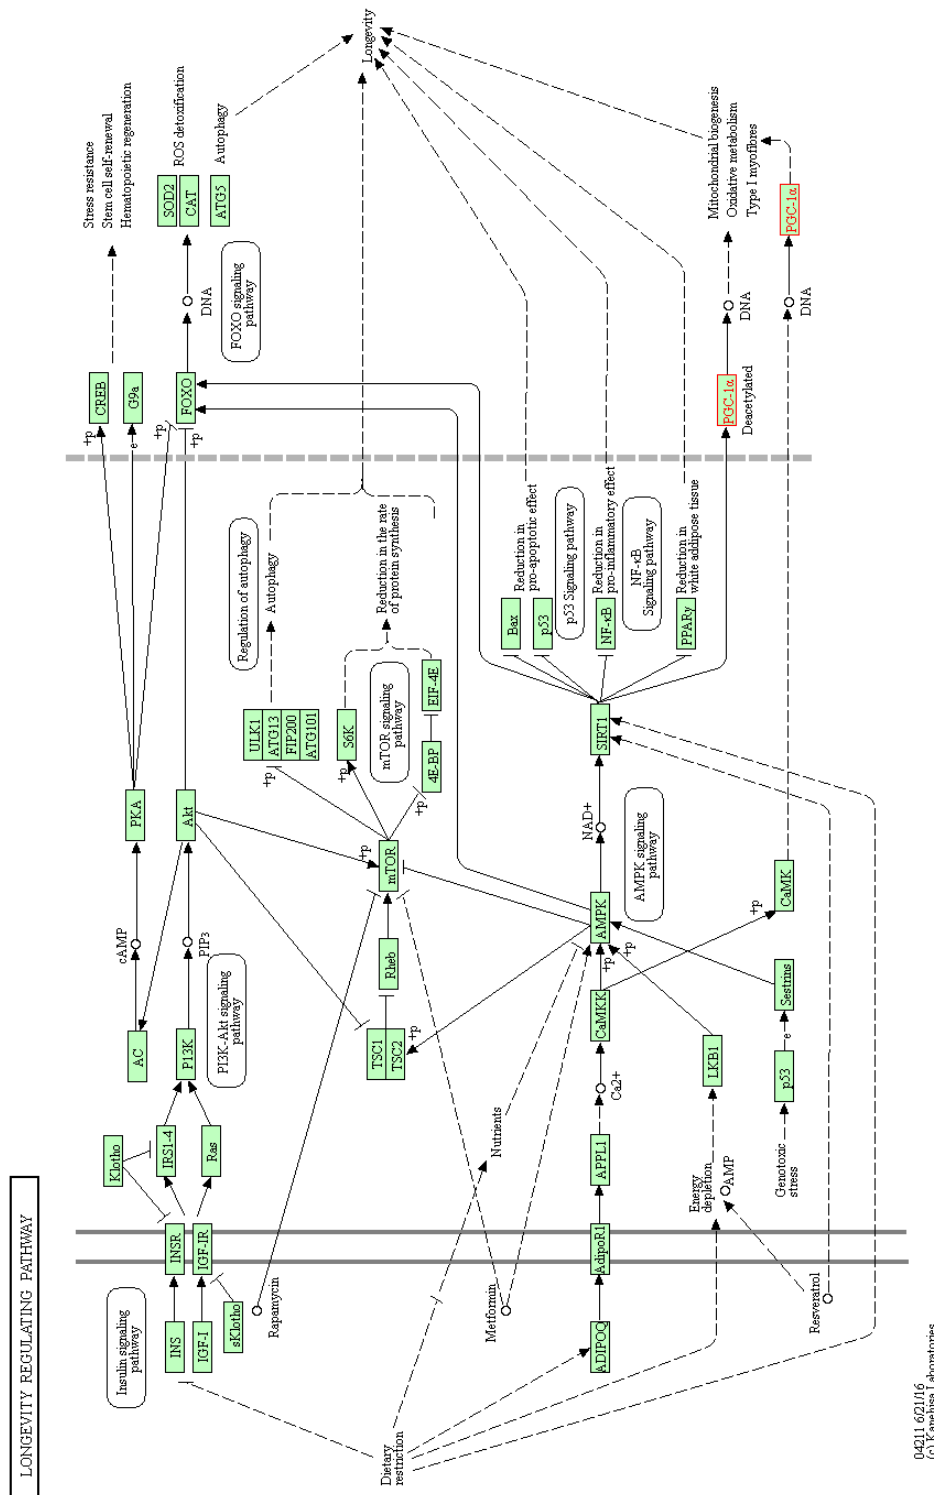 LONGEVITY REGULATING PATHWAY
Insulin signaling
pathway
INS
IGF-I
sKlotho
Rapamycin
Dietary
restriction
Metformin
ADIPOQ
Resveratrol
INSR
IGF-IR
AdipoR1
Klotho
IRS1-4
Ras
Nutrients
APPL1
Energy
depletion
AMP
Genotoxic
stress
AC
P13K
PI3K-Akt signaling
pathway
cAMP
PIP3
TSC1
TSC2
+p
Rheb
Ca2+
CaMKK
LKB1
p53
e
Sestrins
PKA
Akt
+p
mTOR
AMPK
+p
+p
AMPK signaling
pathway
NAD+
+p
CaMK
ULK1
ATG13
FIP200
ATG101
+p
S6K
+p
4E-BP
+p
EIF-4E
mTOR signaling
pathway
SIRT1
Regulation of autophagy
Autophagy
Reduction in the rate
of protein synthesis
Bax
p53
NF-κB
PPARγ
Reduction in
pro-apoptotic effect
p53 Signaling pathway
Reduction in
pro-inflammatory effect
NF-κB
Signaling pathway
Reduction in
white addipose tissue
+p
CREB
e
G9a
+p
+p
FOXO
DNA
FOXO signaling
pathway
PGC-1α
Deacetylated
DNA
DNA
PGC-1α
Stress resistance
Stem cell self-renewal
Hematopoietic regeneration
SOD2
CAT
ROS detoxification
ATG5
Autophagy
Longevity
Mitochondrial biogenesis
Oxidative metabolism
Type I myofibres
04211 6/21/16
(c) Kanehisa Laboratories